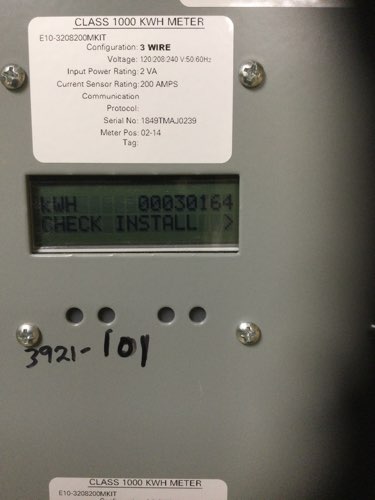 CLASS 1000 KWH METER
E10-3208200MKIT
Configuration: 3 WIRE
Voltage: 120:208:240 V:50:60Hz
Input Power Rating: 2 VA
Current Sensor Rating: 200 AMPS
Communication
Protocol:
Serial No: 1849TMAJ0239
Meter Pos: 02-14
Tag:
kWH 00030164
CHECK INSTALL >
3921-101
CLASS 1000 KWH METER
E10-3208200MKIT